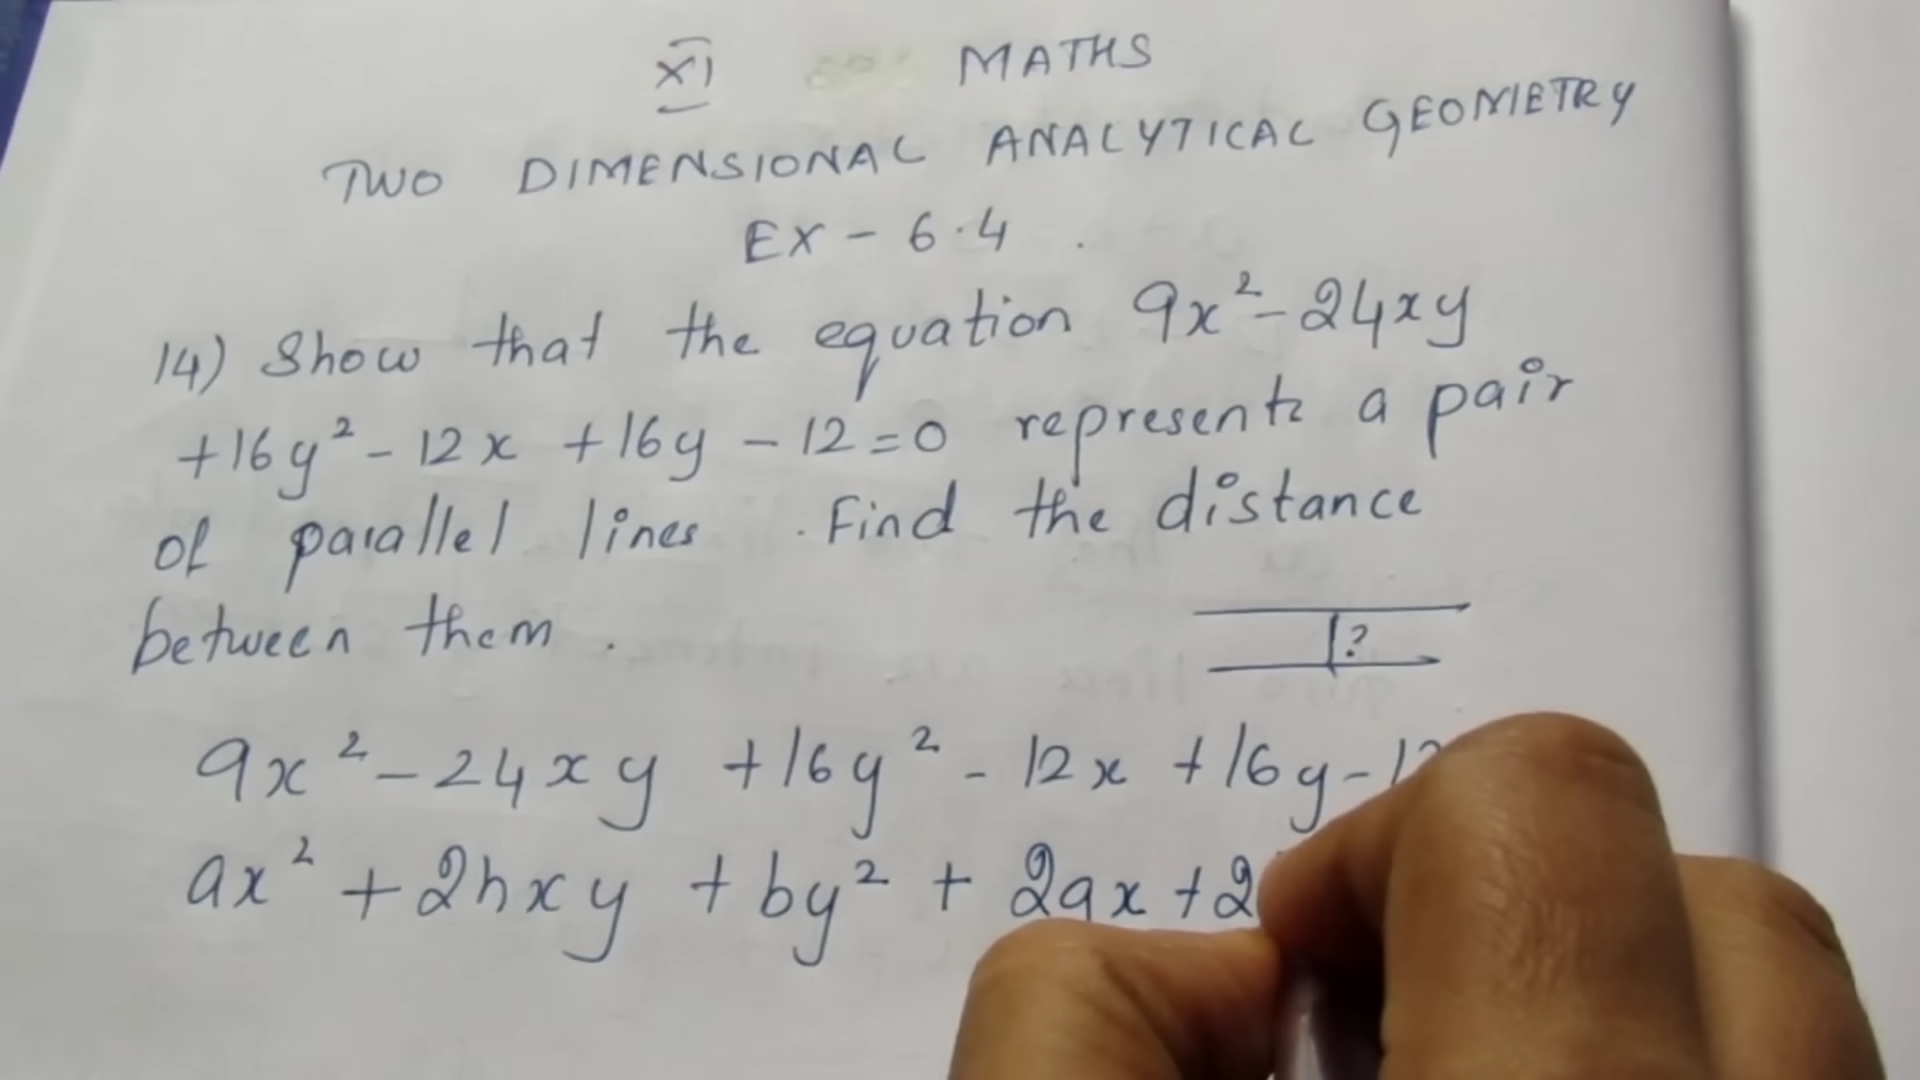 XI MATHS
TWO DIMENSIONAL ANALYTICAL GEOMETRY
EX - 6.4 .
14) Show that the equation 9x² - 24xy
+16y² - 12x +16y - 12 = 0 represents a pair
of parallel lines . Find the distance
between them .
?
9x² - 24xy +16y² - 12x +16y - 12
ax² + 2hxy + by² + 2gx + 2